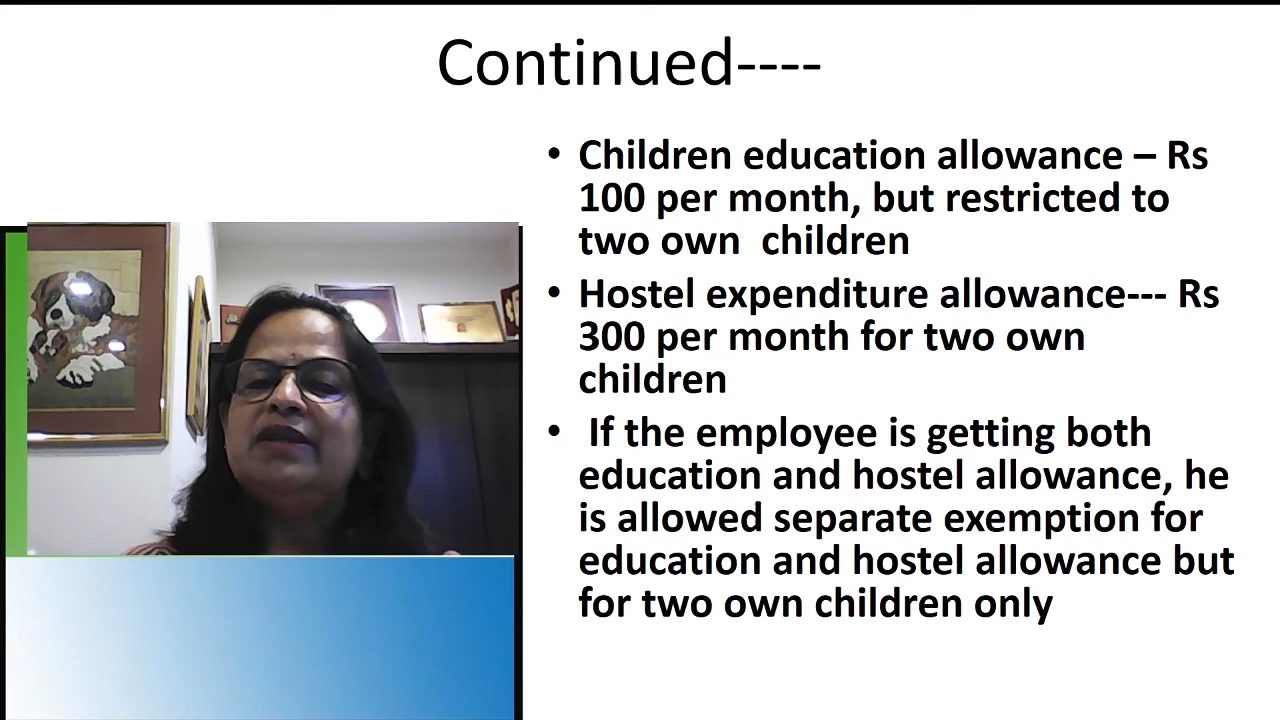 Continued----
• Children education allowance – Rs
100 per month, but restricted to
two own  children
• Hostel expenditure allowance--- Rs
300 per month for two own
children
•  If the employee is getting both
education and hostel allowance, he
is allowed separate exemption for
education and hostel allowance but
for two own children only